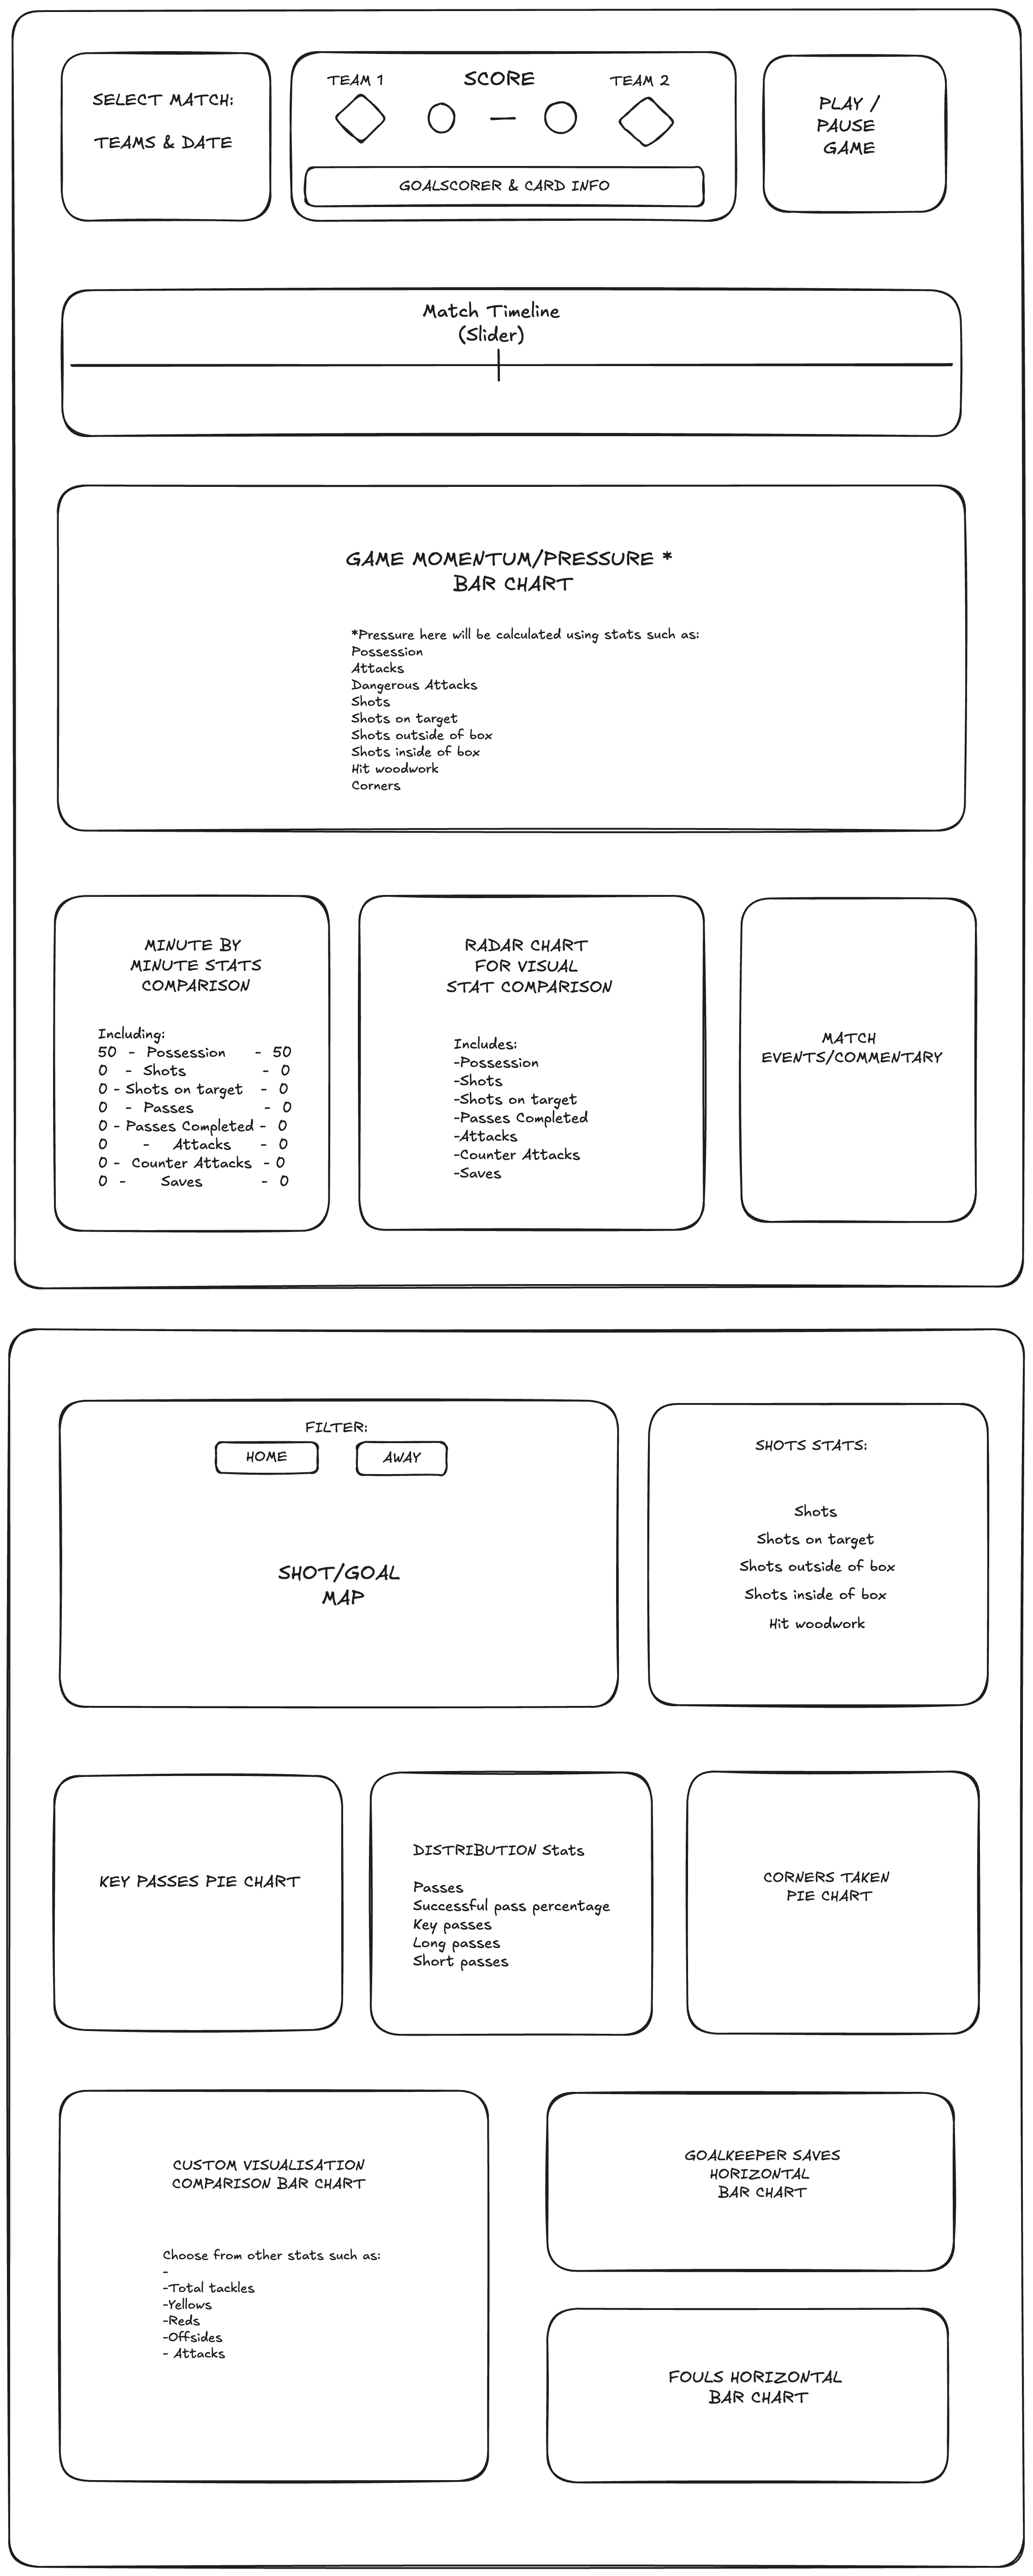 SELECT MATCH:
TEAMS & DATE
TEAM 1
SCORE
TEAM 2
GOALSCORER & CARD INFO
PLAY /
PAUSE
GAME
Match Timeline
(Slider)
GAME MOMENTUM/PRESSURE *
BAR CHART
*Pressure here will be calculated using stats such as:
Possession
Attacks
Dangerous Attacks
Shots
Shots on target
Shots outside of box
Shots inside of box
Hit woodwork
Corners
MINUTE BY
MINUTE STATS
COMPARISON
Including:
50 - Possession - 50
0 - Shots - 0
0 - Shots on target - 0
0 - Passes - 0
0 - Passes Completed - 0
0 - Attacks - 0
0 - Counter Attacks - 0
0 - Saves - 0
RADAR CHART
FOR VISUAL
STAT COMPARISON
Includes:
-Possession
-Shots
-Shots on target
-Passes Completed
-Attacks
-Counter Attacks
-Saves
MATCH
EVENTS/COMMENTARY
FILTER:
HOME
AWAY
SHOT/GOAL
MAP
SHOTS STATS:
Shots
Shots on target
Shots outside of box
Shots inside of box
Hit woodwork
KEY PASSES PIE CHART
DISTRIBUTION Stats
Passes
Successful pass percentage
Key passes
Long passes
Short passes
CORNERS TAKEN
PIE CHART
CUSTOM VISUALISATION
COMPARISON BAR CHART
Choose from other stats such as:
-
-Total tackles
-Yellows
-Reds
-Offsides
- Attacks
GOALKEEPER SAVES
HORIZONTAL
BAR CHART
FOULS HORIZONTAL
BAR CHART